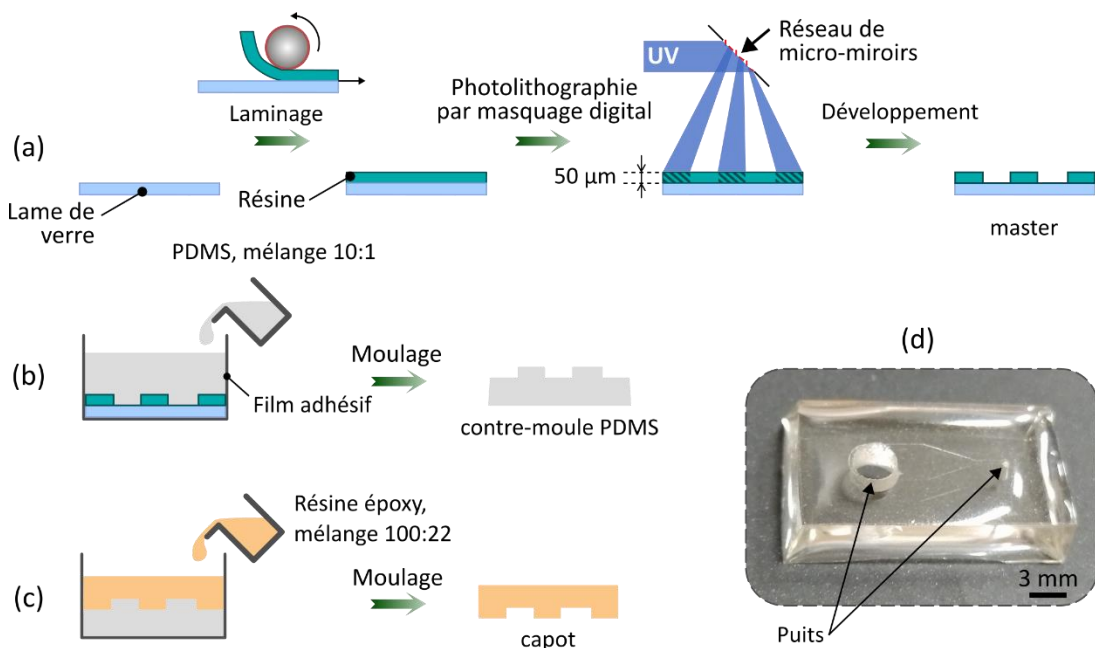 Laminage
Photolithographie
par masquage digital
UV
Réseau de
micro-miroirs
Développement
(a)
50 µm
Lame de
verre
Résine
master
PDMS, mélange 10:1
(b)
Moulage
Film adhésif
contre-moule PDMS
(d)
Résine époxy,
mélange 100:22
(c)
Moulage
capot
3 mm
Puits